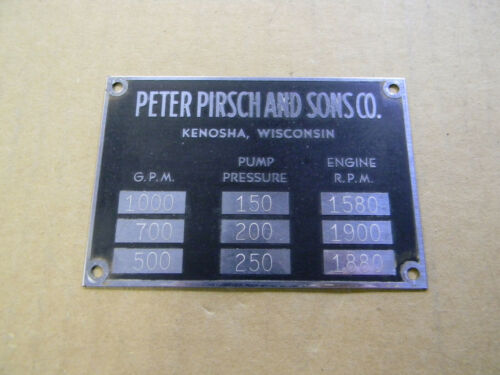 PETER PIRSCH AND SONS CO.
KENOSHA, WISCONSIN
G.P.M. PUMP PRESSURE ENGINE R.P.M.
1000 150 1580
700 200 1900
500 250 1880